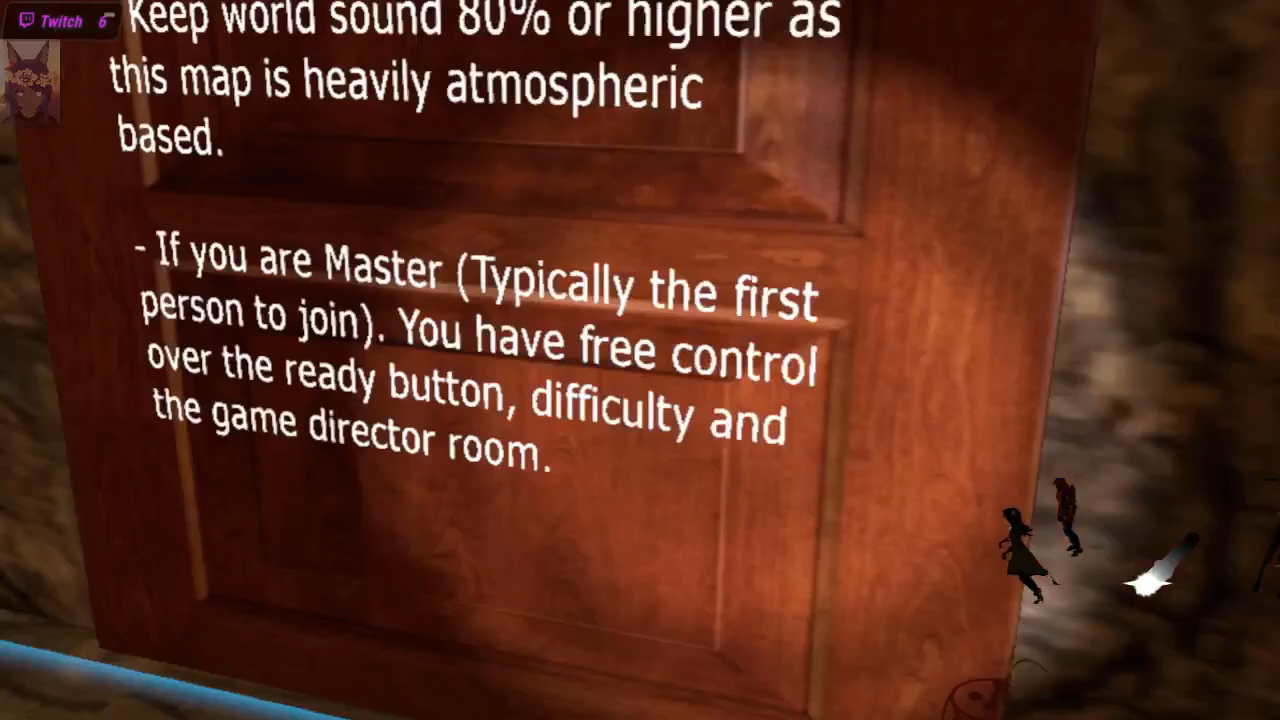 Twitch 6
Keep world sound 80% or higher as
this map is heavily atmospheric
based.
- If you are Master (Typically the first
person to join). You have free control
over the ready button, difficulty and
the game director room.